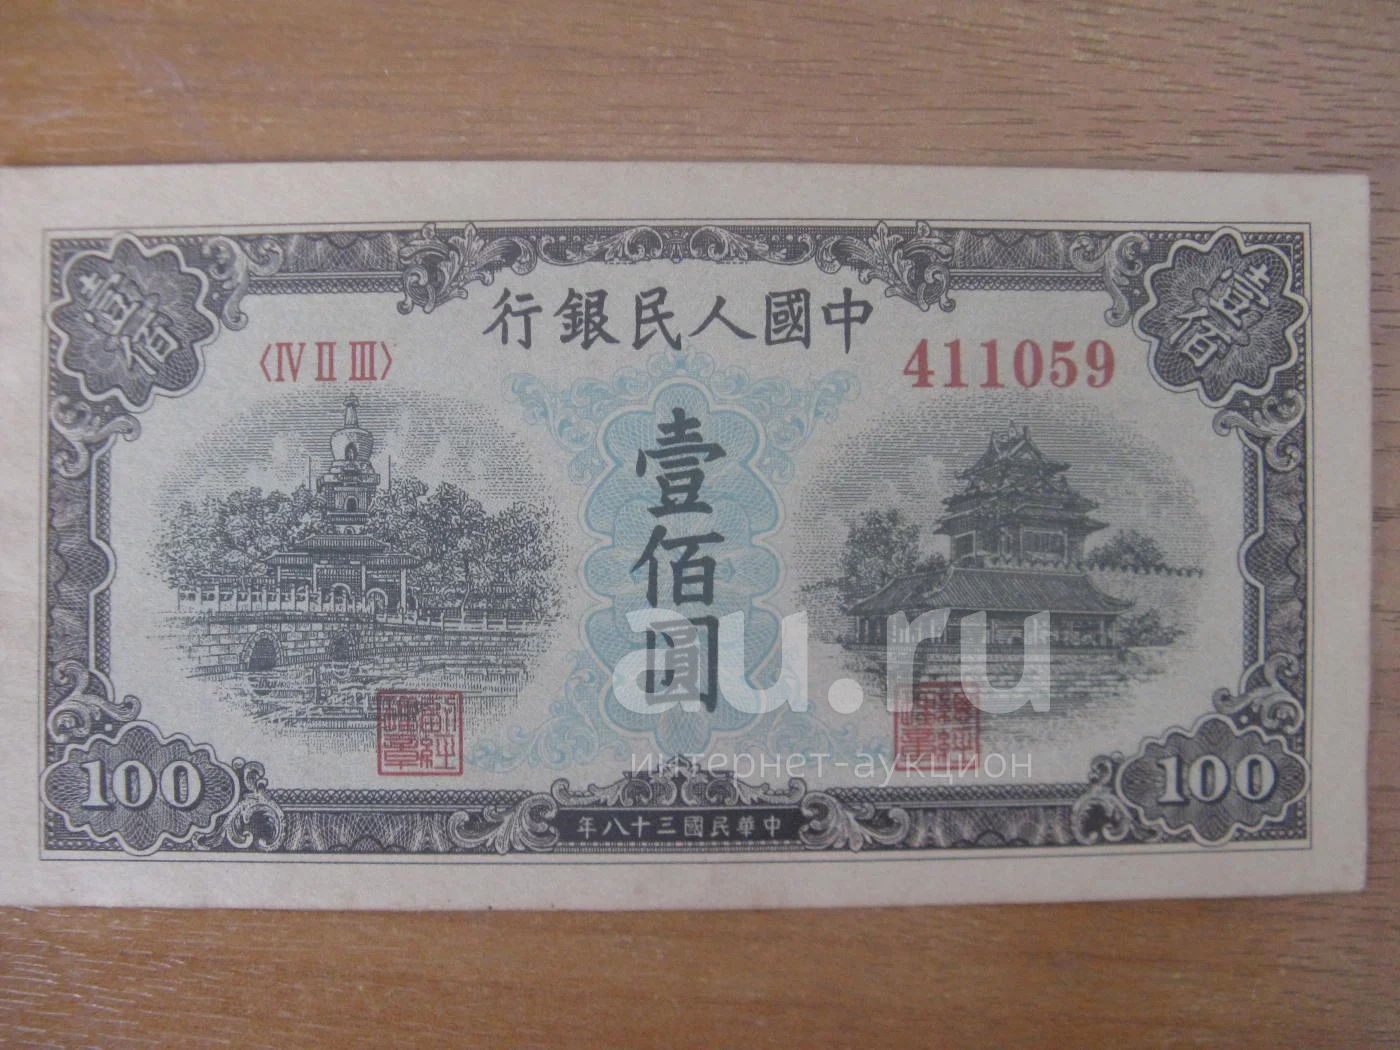 壹佰
壹佰
行銀民人國中
〈IV II III〉
411059
壹佰圓
au.ru
интернет-аукцион
100
100
年八十三國民華中